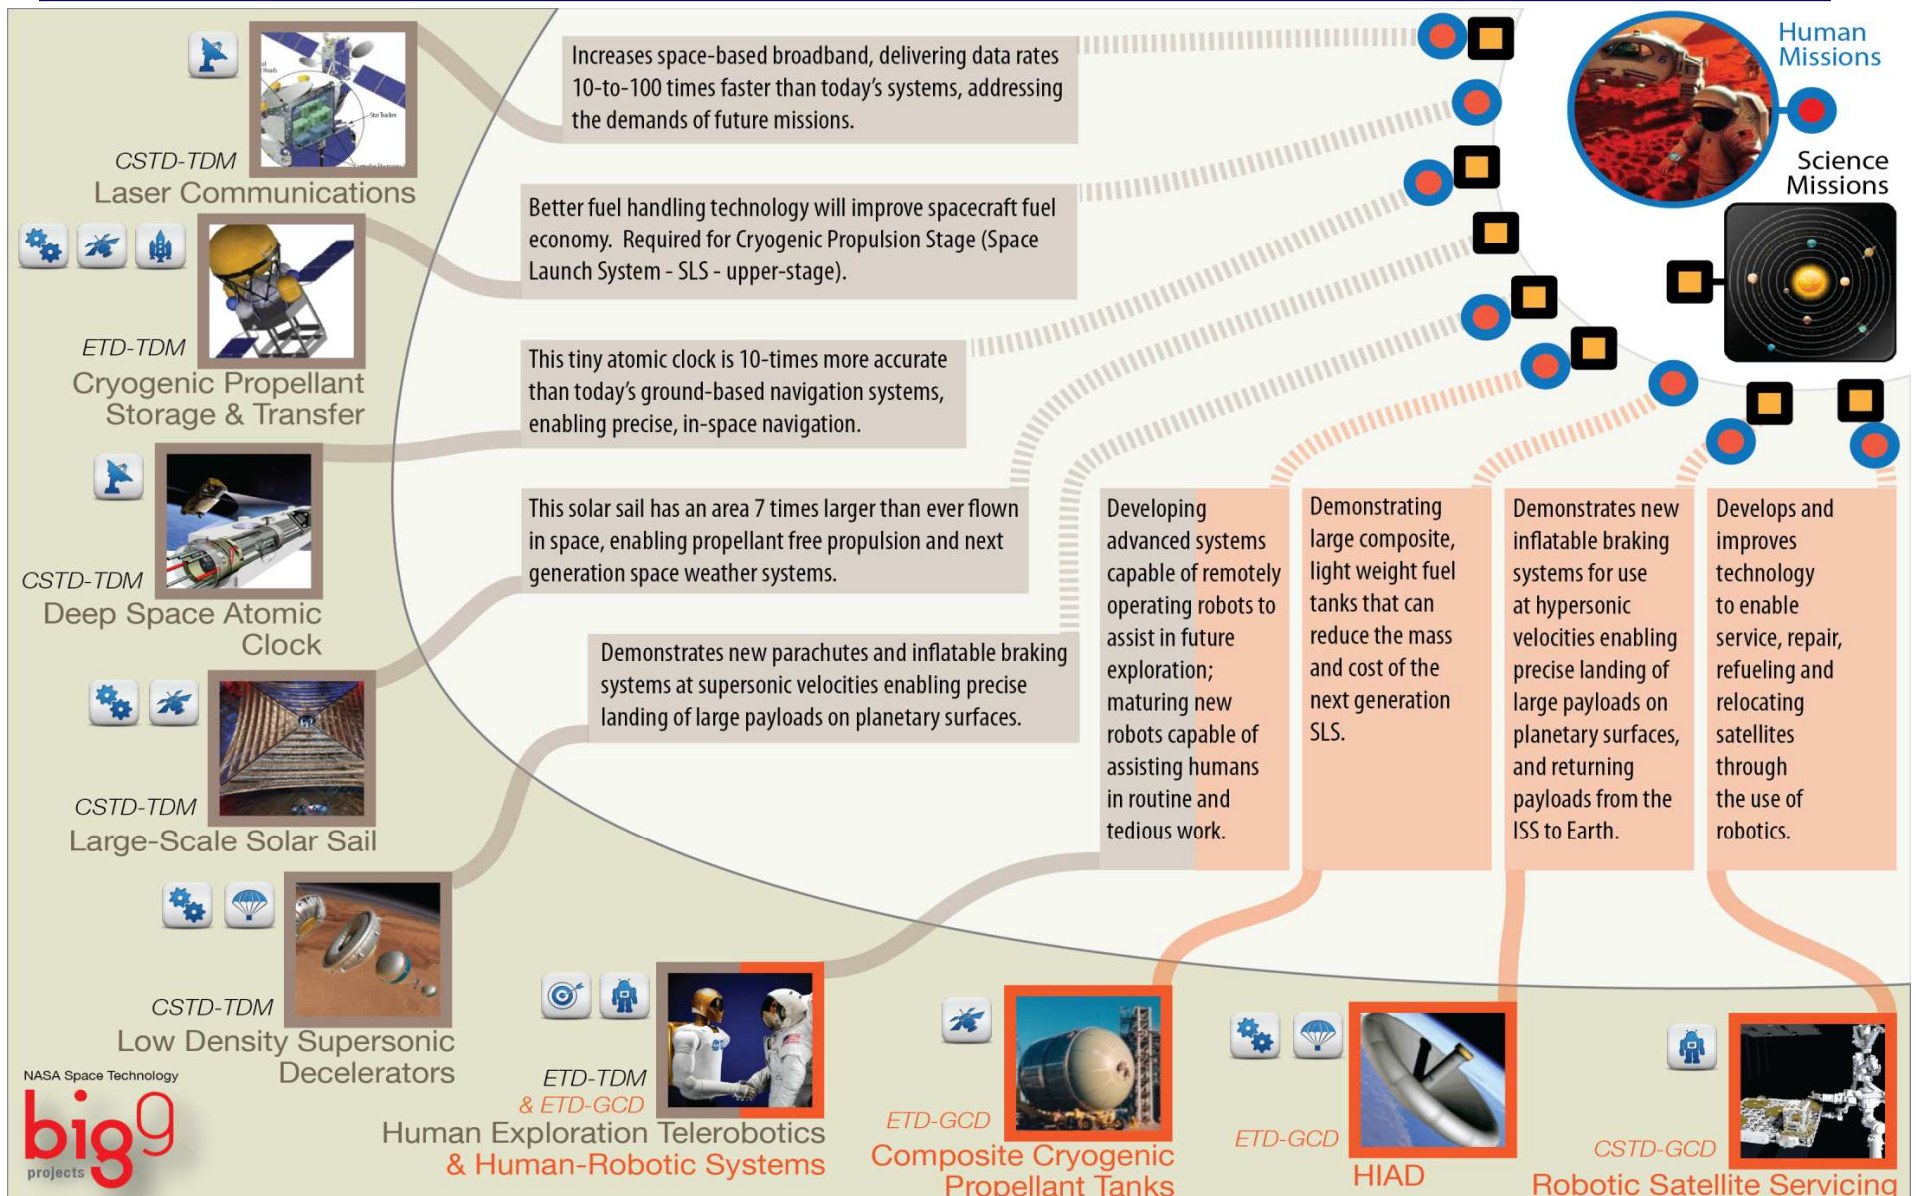 CSTD-TDM
Laser Communications
Star Tracker
Increases space-based broadband, delivering data rates
10-to-100 times faster than today's systems, addressing
the demands of future missions.
Human
Missions
Science
Missions
ETD-TDM
Cryogenic Propellant
Storage & Transfer
Better fuel handling technology will improve spacecraft fuel
economy. Required for Cryogenic Propulsion Stage (Space
Launch System - SLS - upper-stage).
CSTD-TDM
Deep Space Atomic
Clock
This tiny atomic clock is 10-times more accurate
than today's ground-based navigation systems,
enabling precise, in-space navigation.
CSTD-TDM
Large-Scale Solar Sail
This solar sail has an area 7 times larger than ever flown
in space, enabling propellant free propulsion and next
generation space weather systems.
CSTD-TDM
Low Density Supersonic
Decelerators
Demonstrates new parachutes and inflatable braking
systems at supersonic velocities enabling precise
landing of large payloads on planetary surfaces.
Developing
advanced systems
capable of remotely
operating robots to
assist in future
exploration;
maturing new
robots capable of
assisting humans
in routine and
tedious work.
Demonstrating
large composite,
light weight fuel
tanks that can
reduce the mass
and cost of the
next generation
SLS.
Demonstrates new
inflatable braking
systems for use
at hypersonic
velocities enabling
precise landing of
large payloads on
planetary surfaces,
and returning
payloads from the
ISS to Earth.
Develops and
improves
technology
to enable
service, repair,
refueling and
relocating
satellites
through
the use of
robotics.
NASA Space Technology
big9
projects
ETD-TDM
& ETD-GCD
Human Exploration Telerobotics
& Human-Robotic Systems
ETD-GCD
Composite Cryogenic
Propellant Tanks
ETD-GCD
HIAD
CSTD-GCD
Robotic Satellite Servicing